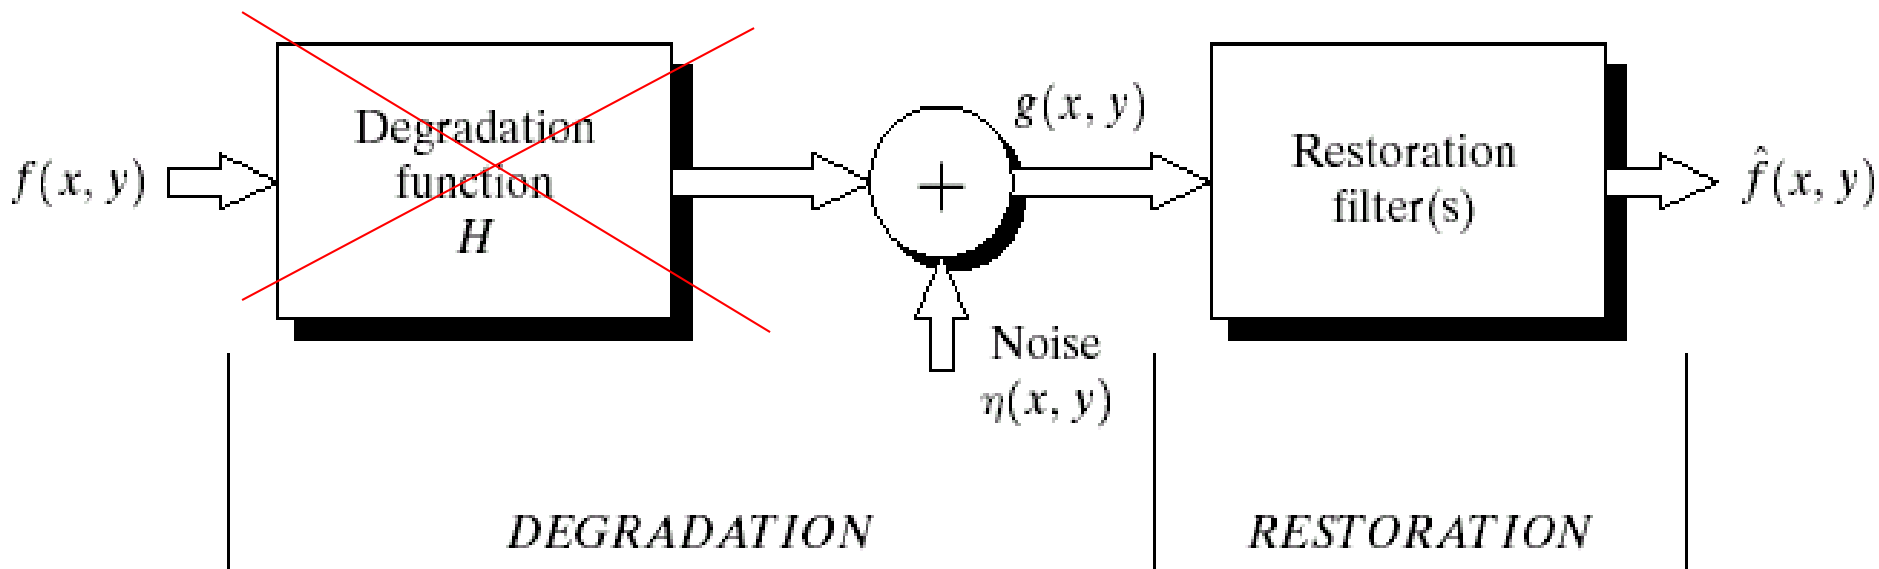 f(x, y)
Degradation
function
H
+
g(x, y)
Noise
η(x, y)
Restoration
filter(s)
f̂(x, y)
DEGRADATION
RESTORATION